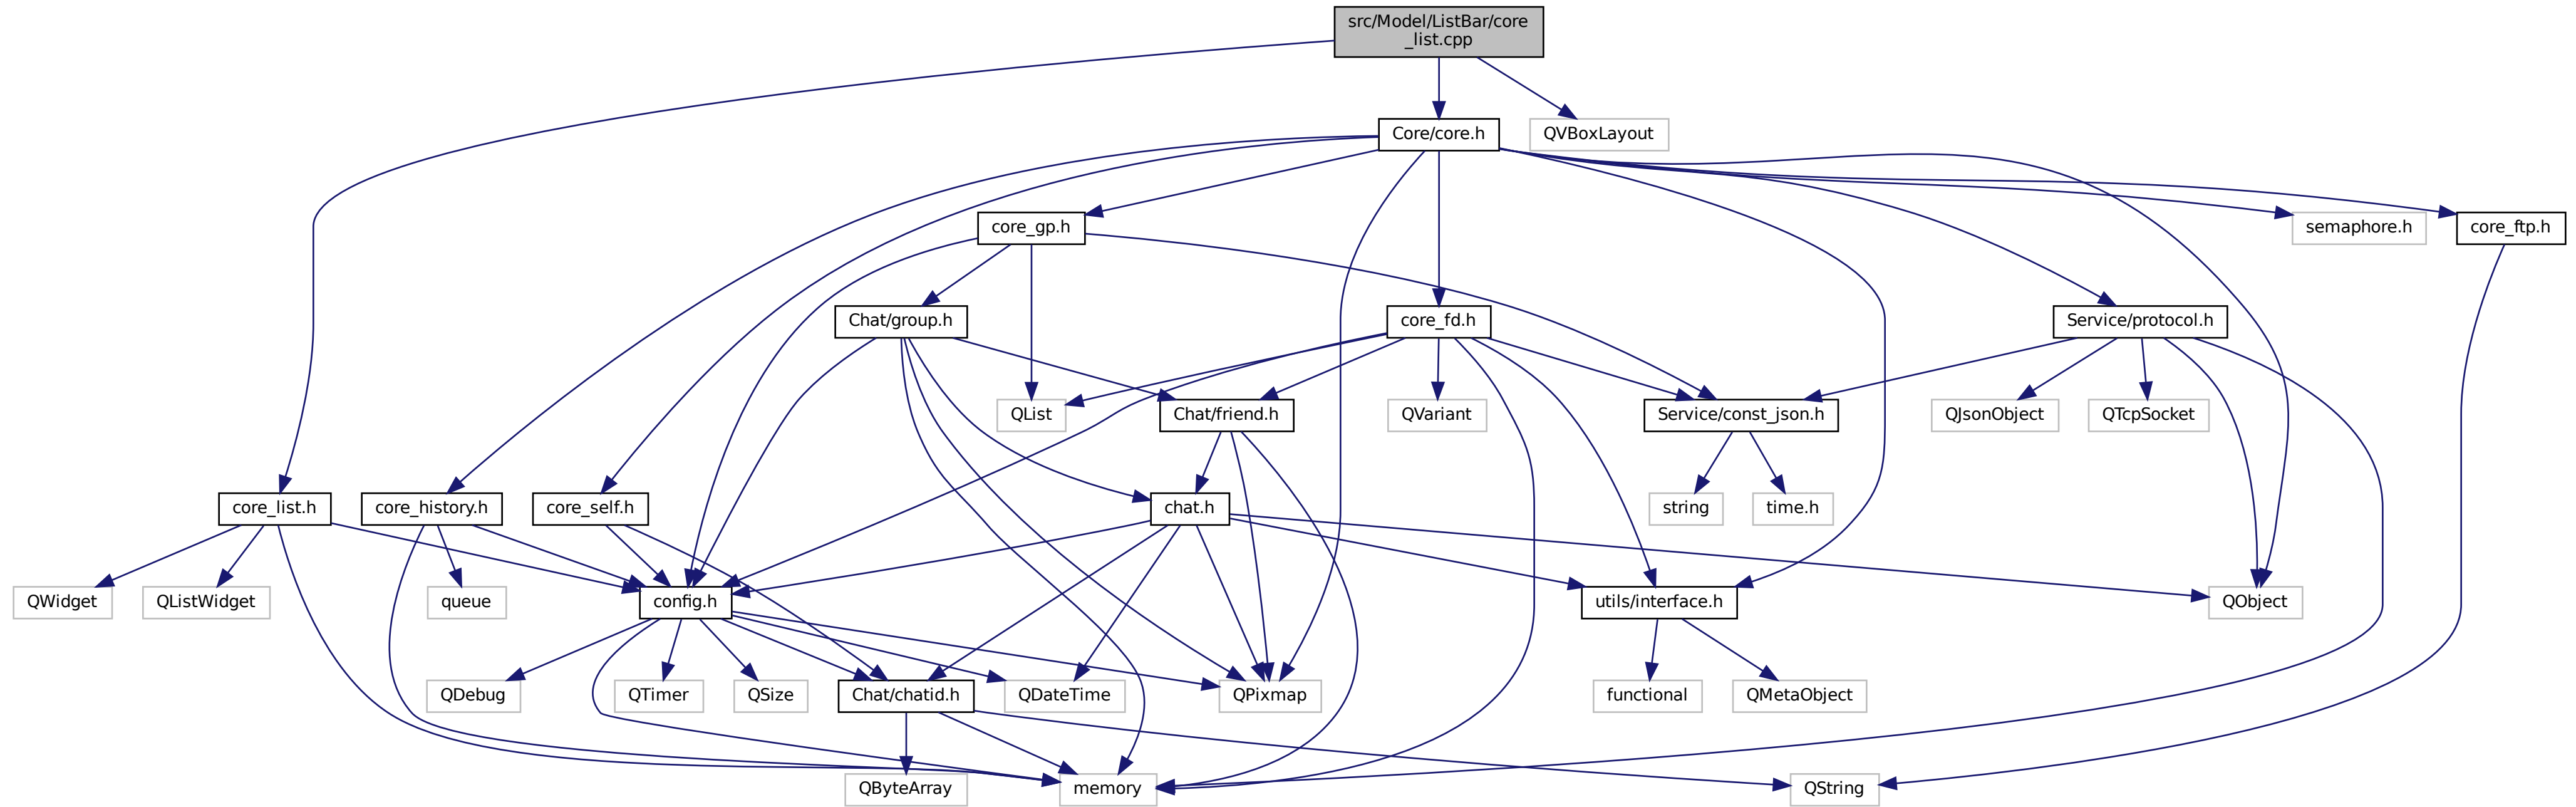 src/Model/ListBar/core
_list.cpp
Core/core.h
QVBoxLayout
core_gp.h
semaphore.h
core_ftp.h
Chat/group.h
core_fd.h
Service/protocol.h
QList
Chat/friend.h
QVariant
Service/const_json.h
QJsonObject
QTcpSocket
core_list.h
core_history.h
core_self.h
chat.h
string
time.h
QWidget
QListWidget
queue
config.h
utils/interface.h
QObject
QDebug
QTimer
QSize
Chat/chatid.h
QDateTime
QPixmap
functional
QMetaObject
QByteArray
memory
QString